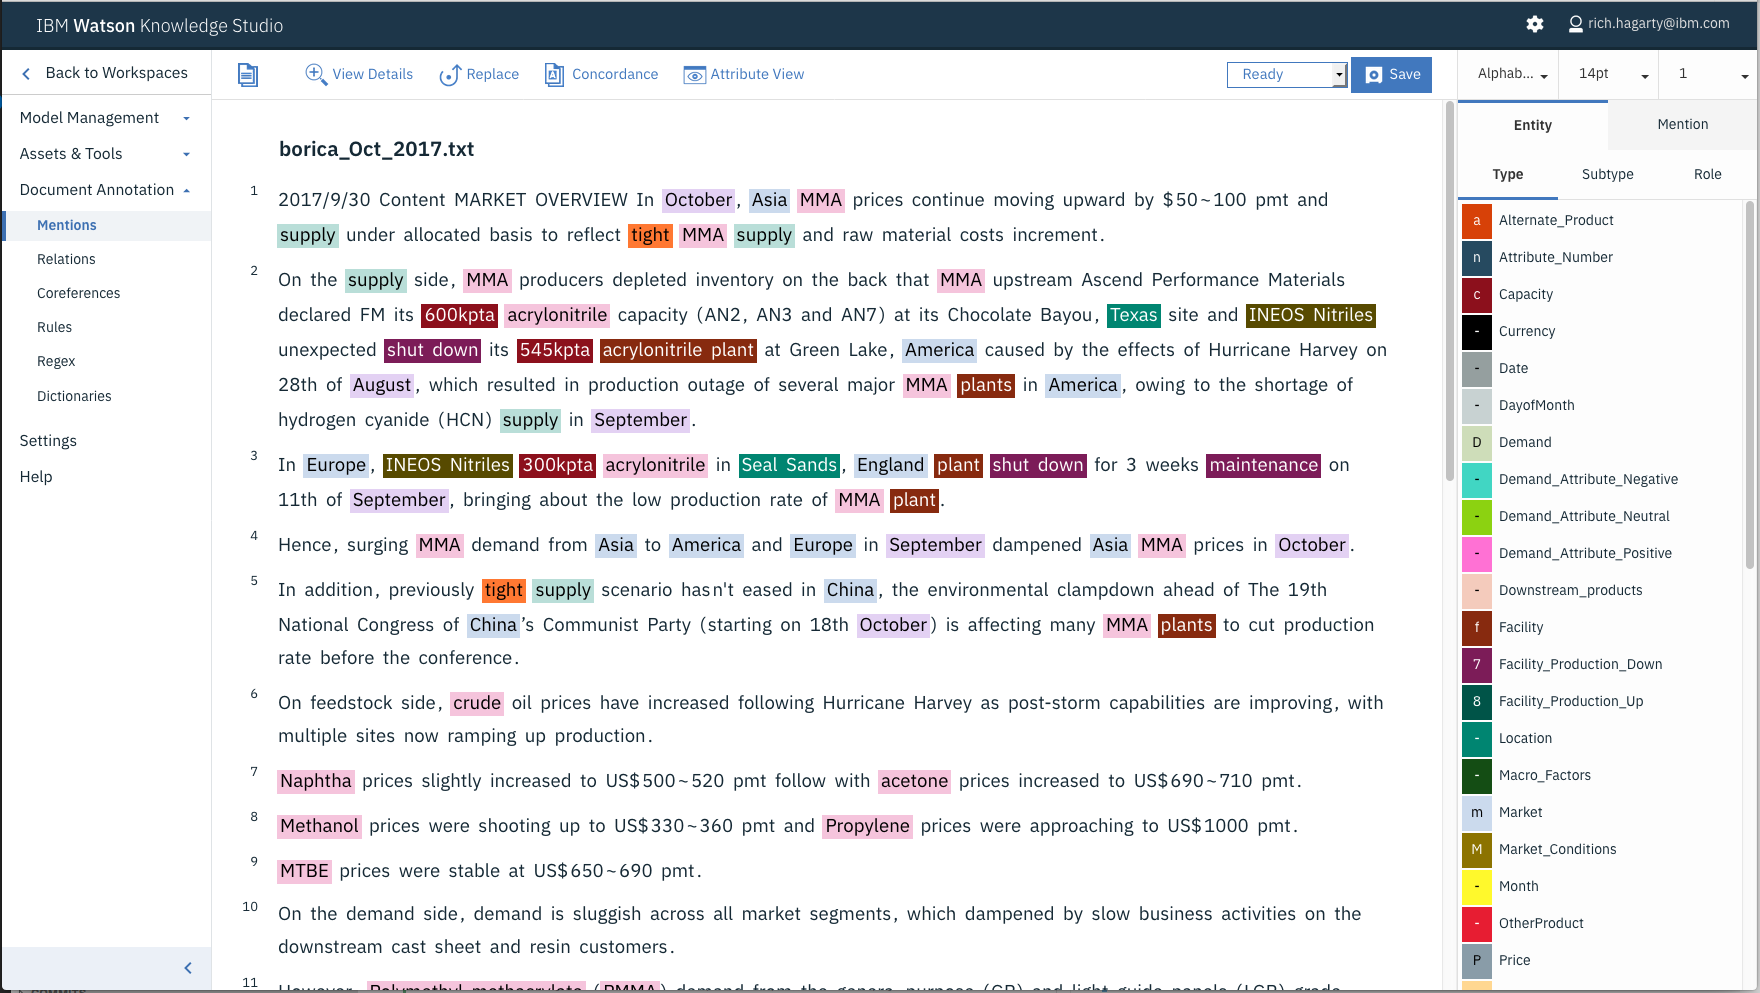 IBM Watson Knowledge Studio
rich.hagarty@ibm.com
Back to Workspaces
View Details
Replace
Concordance
Attribute View
Ready
Save
Alphab...
14pt
1
Model Management
Assets & Tools
Document Annotation
Mentions
Relations
Coreferences
Rules
Regex
Dictionaries
Settings
Help
borica_Oct_2017.txt
1 2017/9/30 Content MARKET OVERVIEW In October, Asia MMA prices continue moving upward by $50~100 pmt and
supply under allocated basis to reflect tight MMA supply and raw material costs increment.
2 On the supply side, MMA producers depleted inventory on the back that MMA upstream Ascend Performance Materials
declared FM its 600kpta acrylonitrile capacity (AN2, AN3 and AN7) at its Chocolate Bayou, Texas site and INEOS Nitriles
unexpected shut down its 545kpta acrylonitrile plant at Green Lake, America caused by the effects of Hurricane Harvey on
28th of August, which resulted in production outage of several major MMA plants in America, owing to the shortage of
hydrogen cyanide (HCN) supply in September.
3 In Europe, INEOS Nitriles 300kpta acrylonitrile in Seal Sands, England plant shut down for 3 weeks maintenance on
11th of September, bringing about the low production rate of MMA plant.
4 Hence, surging MMA demand from Asia to America and Europe in September dampened Asia MMA prices in October.
5 In addition, previously tight supply scenario hasn't eased in China, the environmental clampdown ahead of The 19th
National Congress of China’s Communist Party (starting on 18th October) is affecting many MMA plants to cut production
rate before the conference.
6 On feedstock side, crude oil prices have increased following Hurricane Harvey as post-storm capabilities are improving, with
multiple sites now ramping up production.
7 Naphtha prices slightly increased to US$500~520 pmt follow with acetone prices increased to US$690~710 pmt.
8 Methanol prices were shooting up to US$330~360 pmt and Propylene prices were approaching to US$1000 pmt.
9 MTBE prices were stable at US$650~690 pmt.
10 On the demand side, demand is sluggish across all market segments, which dampened by slow business activities on the
downstream cast sheet and resin customers.
11 However, Polymethyl methacrylate (PMMA) demand from the genera purpose (GP) and light guide panels (LGP) grade
Entity
Mention
Type
Subtype
Role
a Alternate_Product
n Attribute_Number
c Capacity
- Currency
- Date
- DayofMonth
D Demand
- Demand_Attribute_Negative
- Demand_Attribute_Neutral
- Demand_Attribute_Positive
- Downstream_products
f Facility
7 Facility_Production_Down
8 Facility_Production_Up
- Location
- Macro_Factors
m Market
M Market_Conditions
- Month
- OtherProduct
P Price